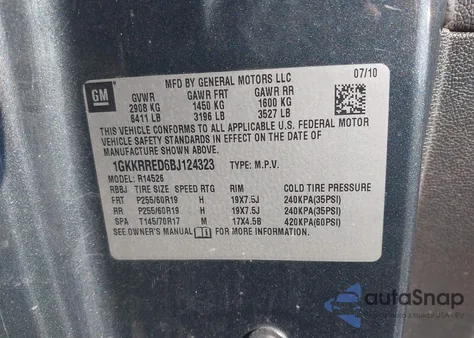 GM
MFD BY GENERAL MOTORS LLC
07/10
GVWR GAWR FRT GAWR RR
2908 KG 1450 KG 1600 KG
6411 LB 3196 LB 3527 LB
THIS VEHICLE CONFORMS TO ALL APPLICABLE U.S. FEDERAL MOTOR
VEHICLE SAFETY STANDARDS IN EFFECT ON THE DATE OF
MANUFACTURE SHOWN ABOVE.
1GKKRRED6BJ124323 TYPE: M.P.V.
MODEL: R14526
RBBJ TIRE SIZE SPEED RTG RIM COLD TIRE PRESSURE
FRT P255/60R19 H 19X7.5J 240KPA(35PSI)
RR P255/60R19 H 19X7.5J 240KPA(35PSI)
SPA T145/70R17 M 17X4.5B 420KPA(60PSI)
SEE OWNER'S MANUAL FOR MORE INFORMATION.
autoSnap